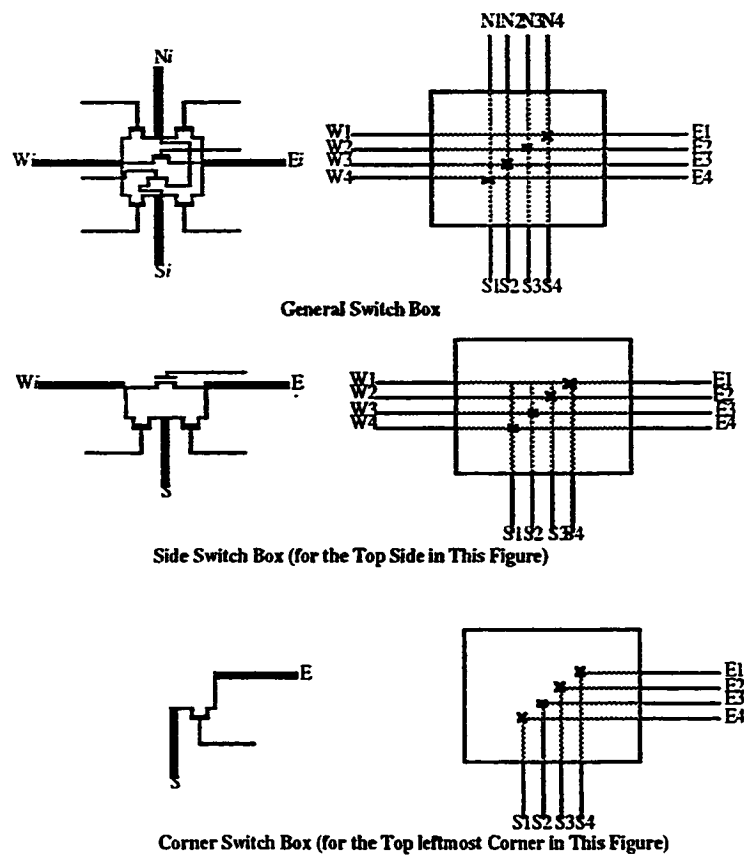 N1N2N3N4
Ni
W1 E1
W2 E2
Wi Ei W3 E3
W4 E4
Si
S1S2S3S4
General Switch Box
Wi E W1 E1
W2 E2
W3 E3
W4 E4
S
S1S2 S3S4
Side Switch Box (for the Top Side in This Figure)
E E1
E2
E3
E4
S
S1S2S3S4
Corner Switch Box (for the Top leftmost Corner in This Figure)